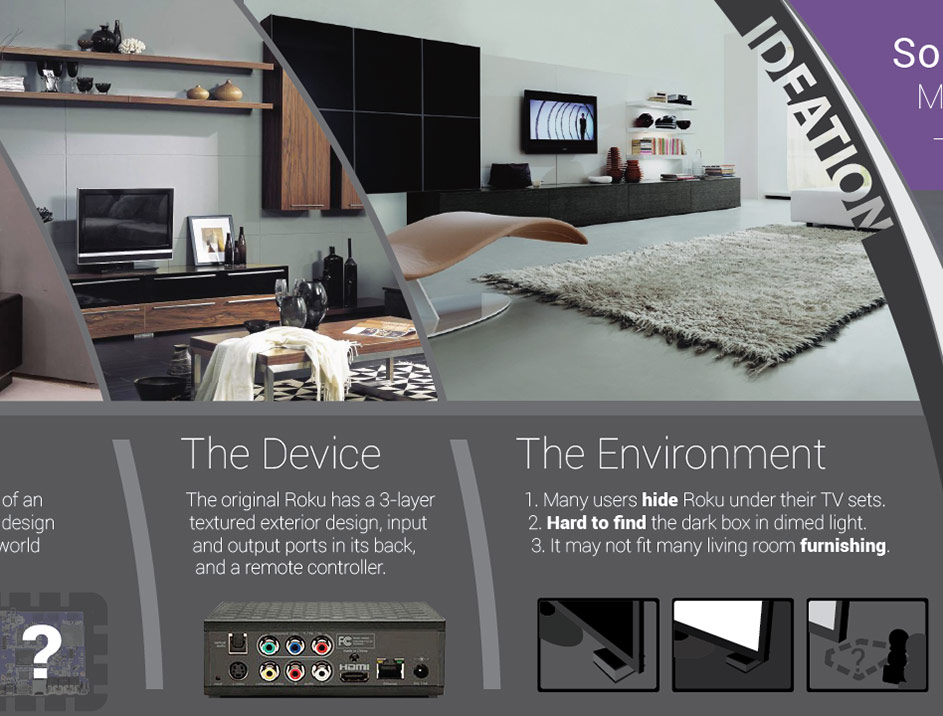 IDEATION
So
M
The Device
The Environment
of an
design
world
The original Roku has a 3-layer
textured exterior design, input
and output ports in its back,
and a remote controller.
1. Many users hide Roku under their TV sets.
2. Hard to find the dark box in dimed light.
3. It may not fit many living room furnishing.
?
FC
HDMI
?